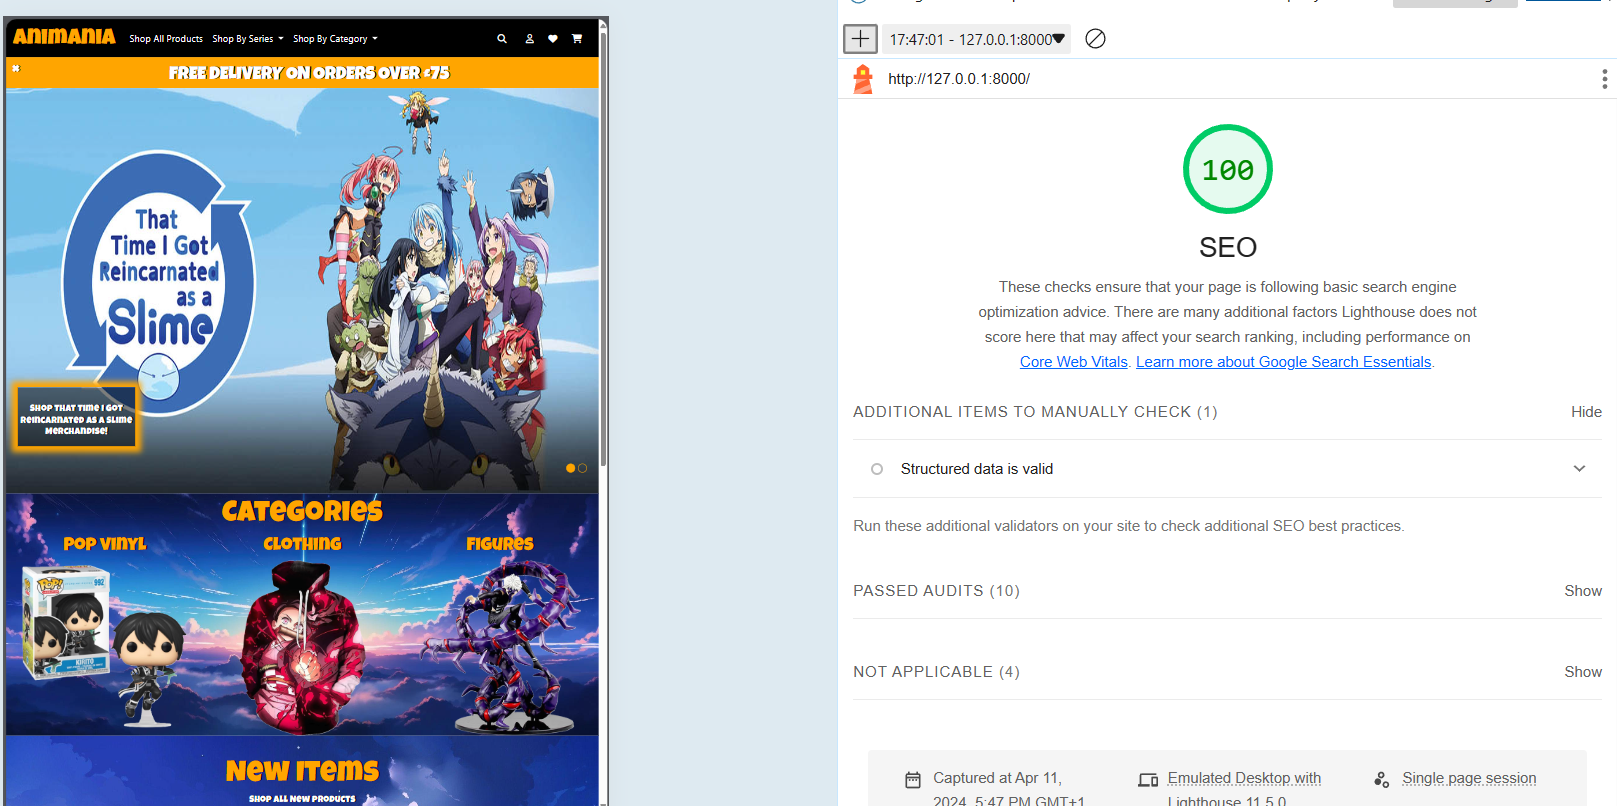 ANIMANIA
Shop All Products Shop By Series Shop By Category
FREE DELIVERY ON ORDERS OVER £75
That
Time I Got
Reincarnated
as a
Slime
SHOP THAT TIME I GOT
REINCARNATED AS A SLIME
MERCHANDISE!
CATEGORIES
POP VINYL CLOTHING FIGURES
POP!
992
KIRITO
NEW ITEMS
SHOP ALL NEW PRODUCTS
17:47:01 - 127.0.0.1:8000
http://127.0.0.1:8000/
100
SEO
These checks ensure that your page is following basic search engine
optimization advice. There are many additional factors Lighthouse does not
score here that may affect your search ranking, including performance on
Core Web Vitals. Learn more about Google Search Essentials.
ADDITIONAL ITEMS TO MANUALLY CHECK (1) Hide
Structured data is valid
Run these additional validators on your site to check additional SEO best practices.
PASSED AUDITS (10) Show
NOT APPLICABLE (4) Show
Captured at Apr 11, Emulated Desktop with Single page session
2024, 5:47 PM GMT+1 Lighthouse 11.5.0